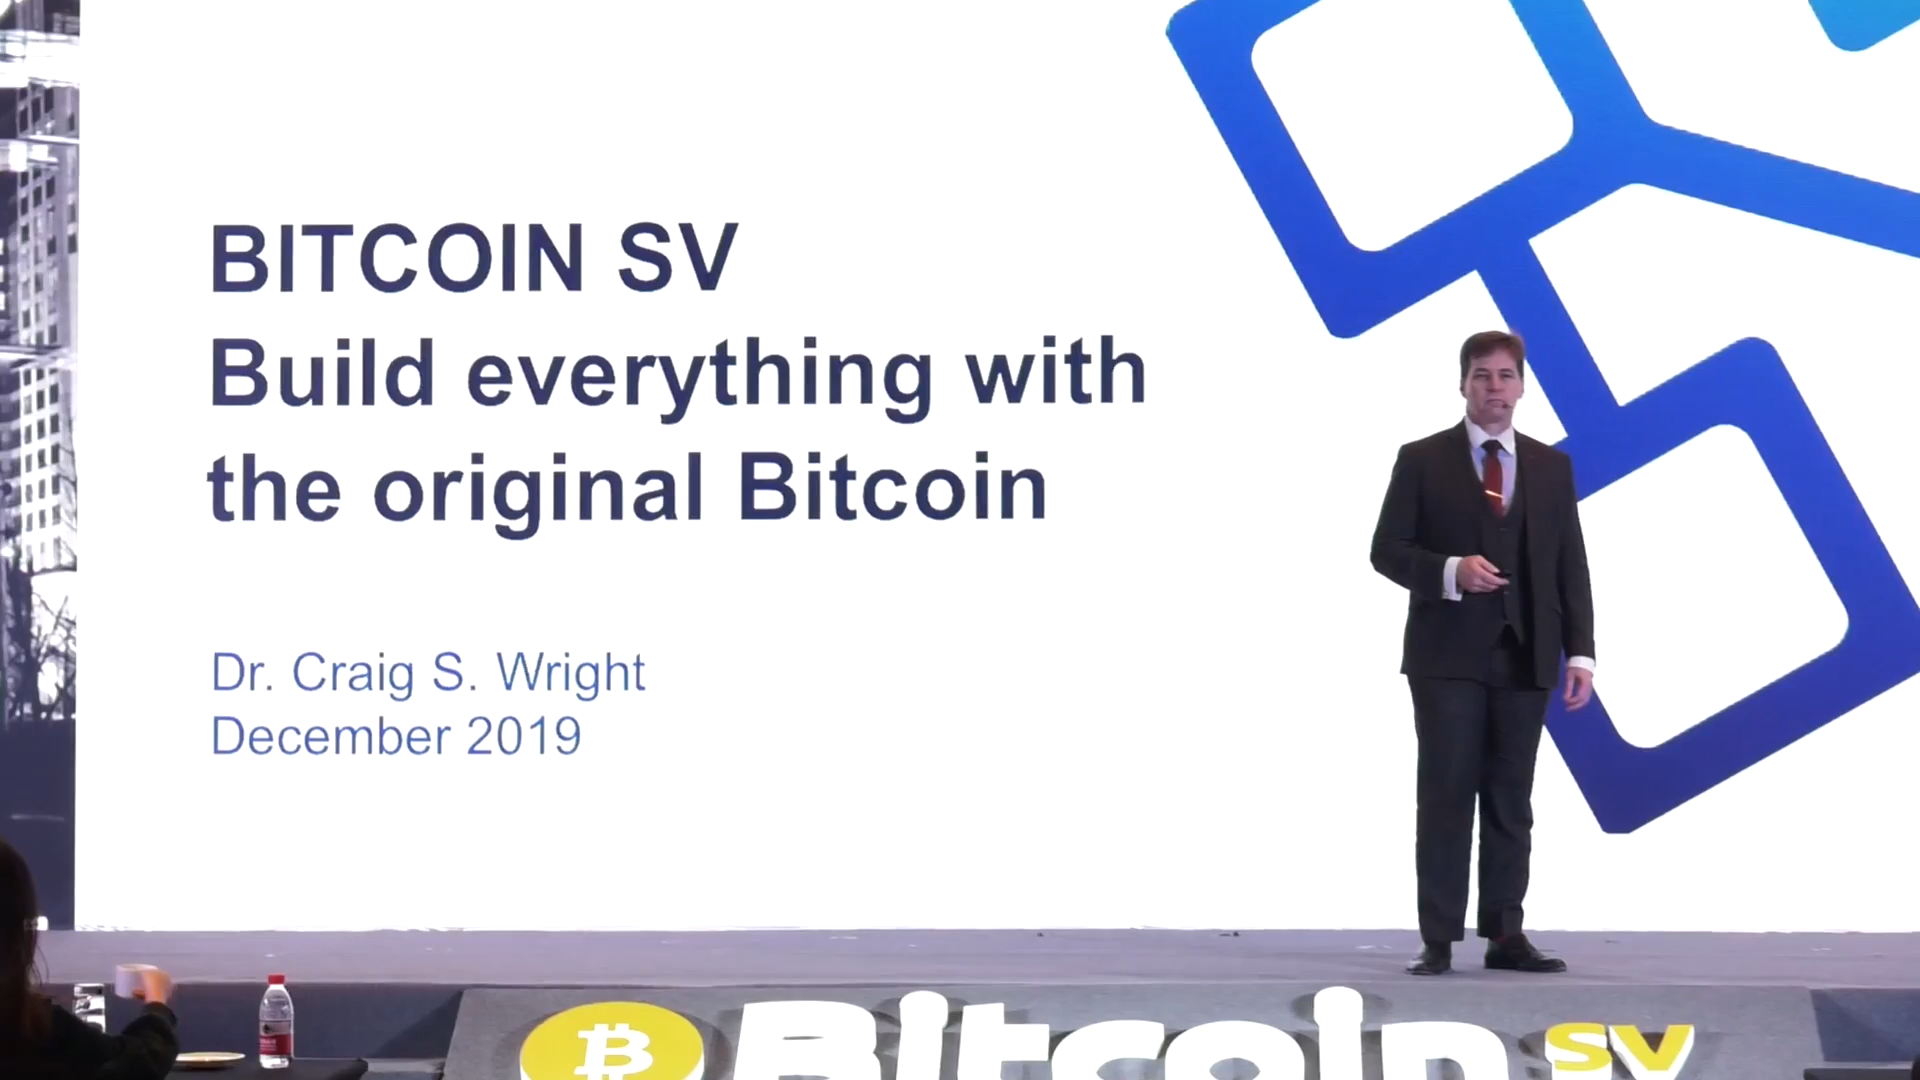 BITCOIN SV
Build everything with
the original Bitcoin
Dr. Craig S. Wright
December 2019
Bitcoin SV